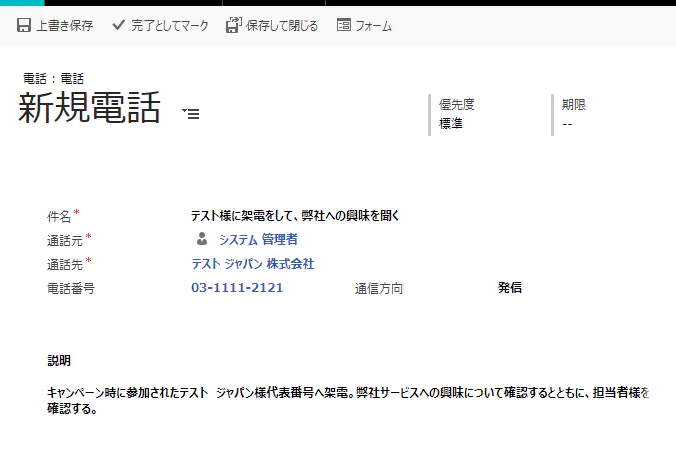 上書き保存 完了としてマーク 保存して閉じる フォーム
電話 : 電話
新規電話
優先度 期限
標準 --
件名* テスト様に架電をして、弊社への興味を聞く
通話元* システム 管理者
通話先* テスト ジャパン 株式会社
電話番号 03-1111-2121 通信方向 発信
説明
キャンペーン時に参加されたテスト ジャパン様代表番号へ架電。弊社サービスへの興味について確認するとともに、担当者様を
確認する。